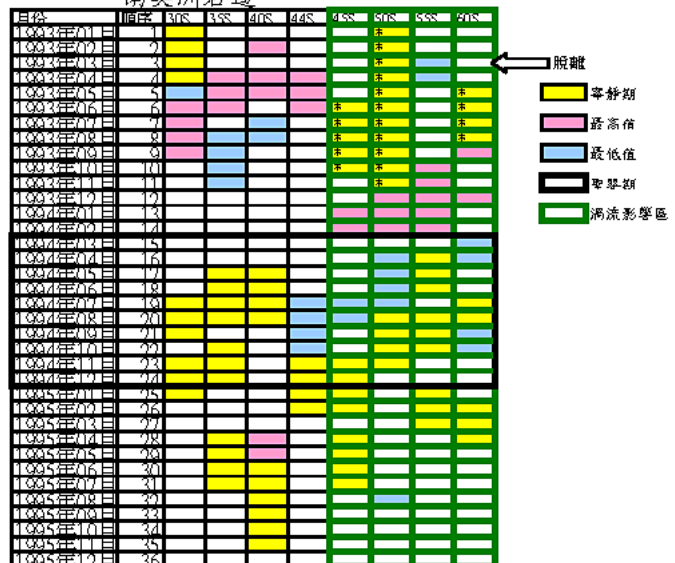 南美洲右邊
月份 順序 30S 35S 40S 44S 45S 50S 55S 60S
1993年01月 1 *
1993年02月 2 *
1993年03月 3 *
1993年04月 4 *
1993年05月 5 * *
1993年06月 6 * * *
1993年07月 7 * * *
1993年08月 8 * * *
1993年09月 9 * *
1993年10月 10 * *
1993年11月 11 *
1993年12月 12
1994年01月 13
1994年02月 14
1994年03月 15
1994年04月 16
1994年05月 17
1994年06月 18
1994年07月 19
1994年08月 20
1994年09月 21
1994年10月 22
1994年11月 23
1994年12月 24
1995年01月 25
1995年02月 26
1995年03月 27
1995年04月 28
1995年05月 29
1995年06月 30
1995年07月 31
1995年08月 32
1995年09月 33
1995年10月 34
1995年11月 35
1995年12月 36
脫離
寧靜期
最高值
最低值
聖嬰期
渦流影響區